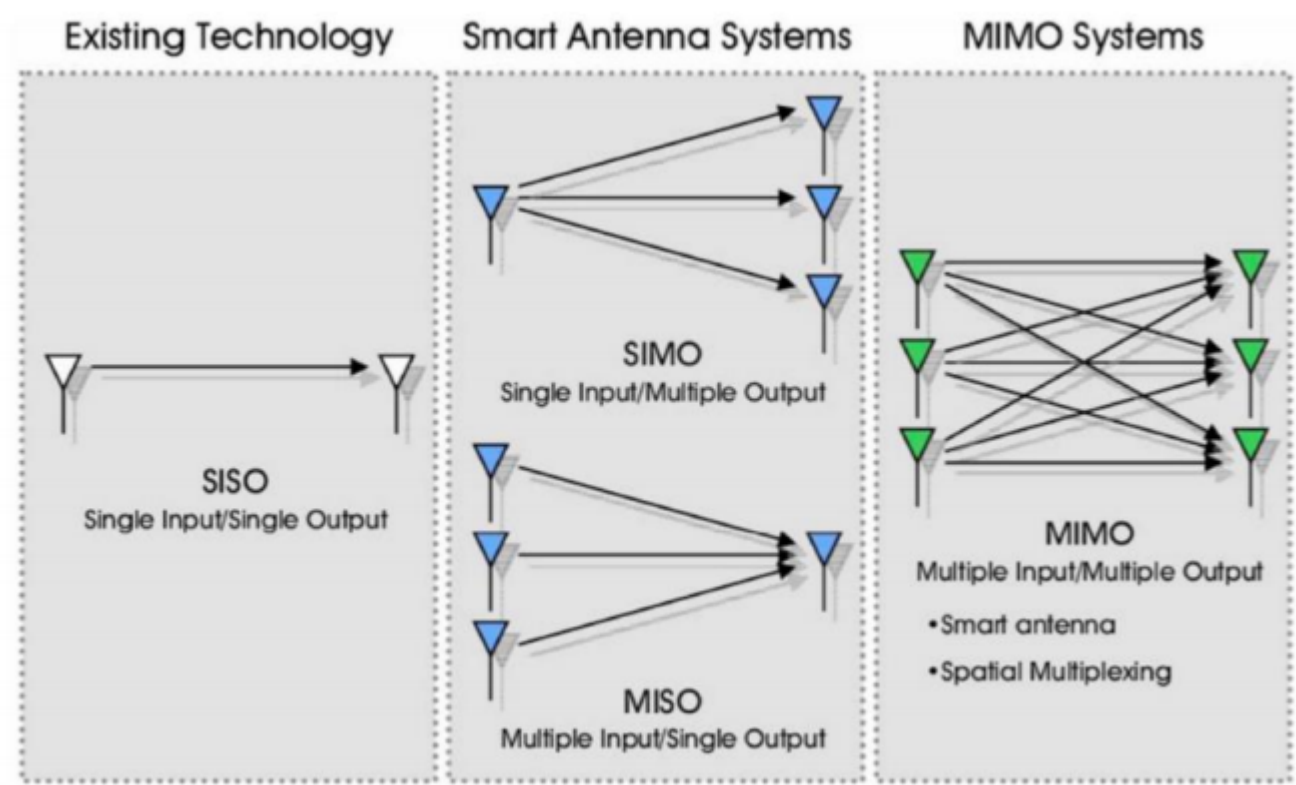 Existing Technology
Smart Antenna Systems
MIMO Systems
SISO
Single Input/Single Output
SIMO
Single Input/Multiple Output
MISO
Multiple Input/Single Output
MIMO
Multiple Input/Multiple Output
•Smart antenna
•Spatial Multiplexing